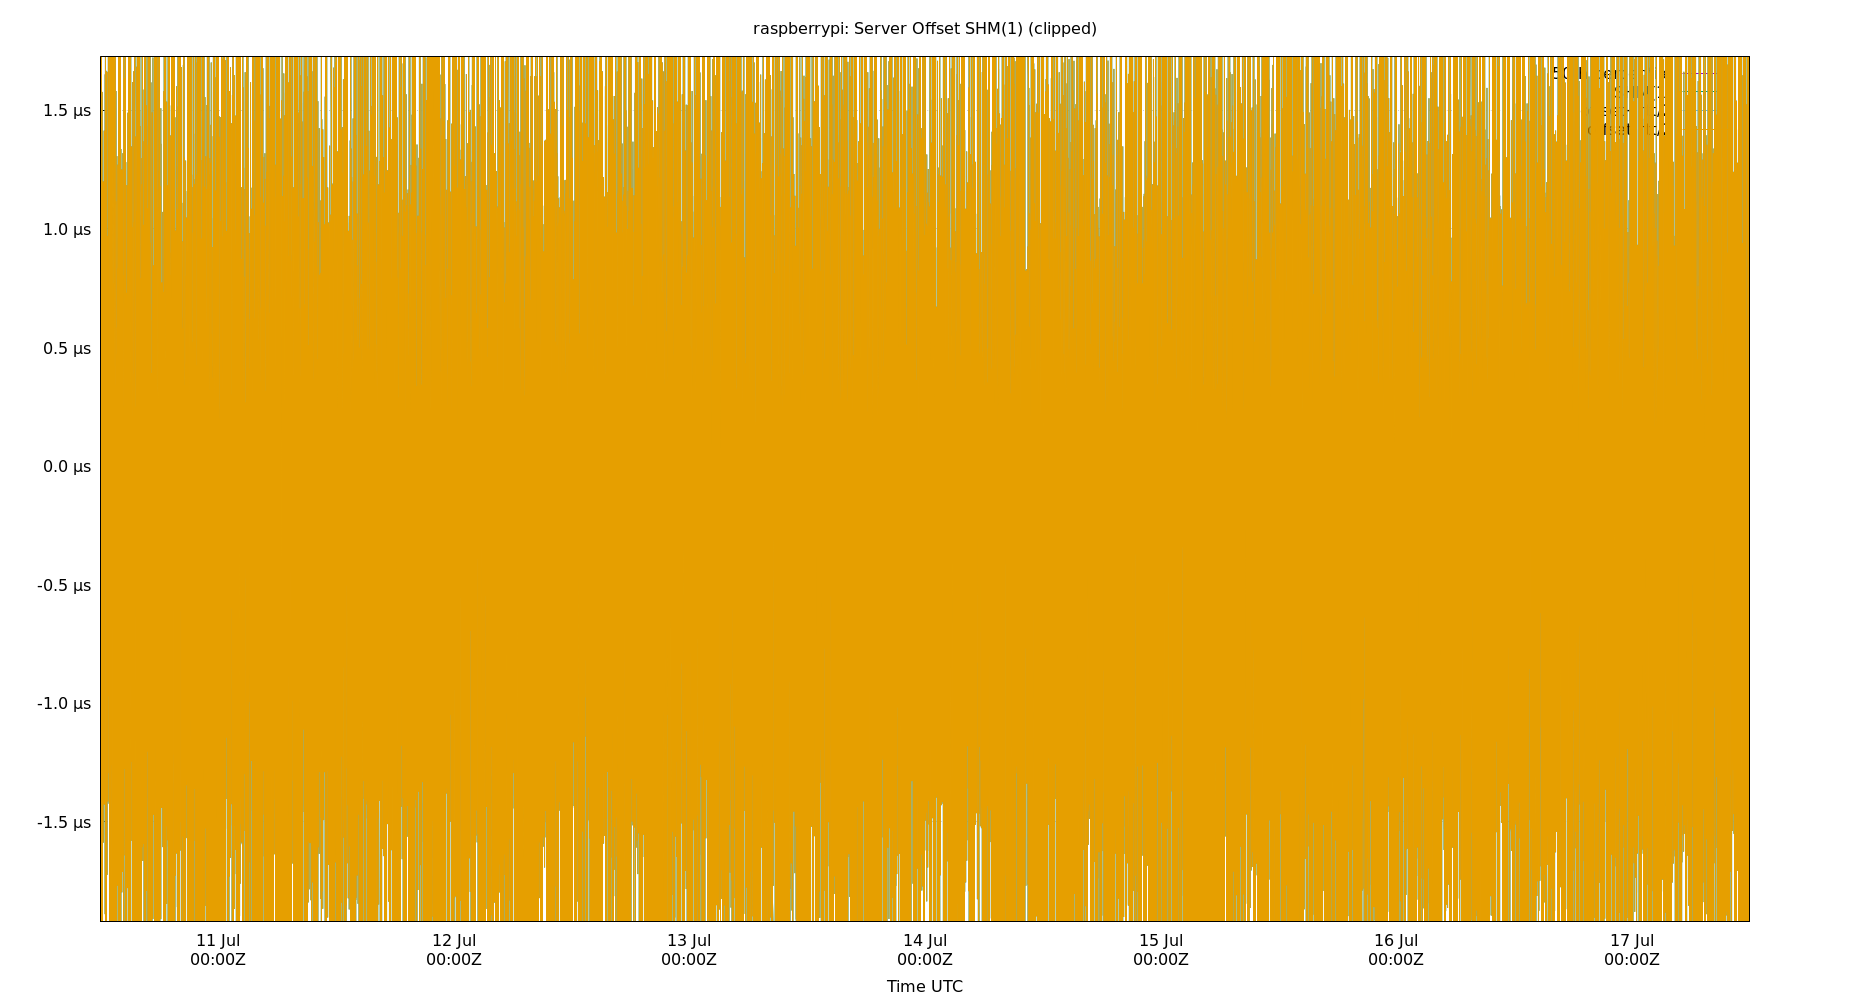 raspberrypi: Server Offset SHM(1) (clipped)
1.5 µs
1.0 µs
0.5 µs
0.0 µs
-0.5 µs
-1.0 µs
-1.5 µs
11 Jul 12 Jul 13 Jul 14 Jul 15 Jul 16 Jul 17 Jul
00:00Z 00:00Z 00:00Z 00:00Z 00:00Z 00:00Z 00:00Z
Time UTC